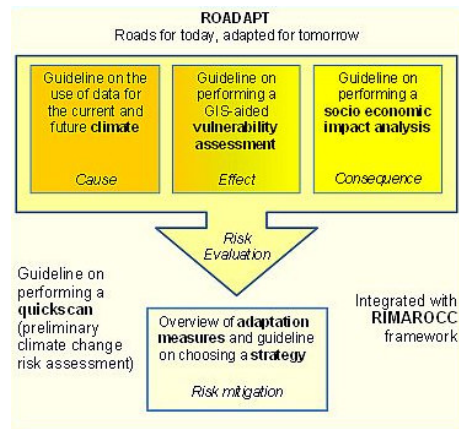 ROADAPT
Roads for today, adapted for tomorrow
Guideline on the
use of data for
the current and
future climate
Cause
Guideline on
performing a
GIS-aided
vulnerability
assessment
Effect
Guideline on
performing a
socio economic
impact analysis
Consequence
Risk
Evaluation
Guideline on
performing a
quickscan
(preliminary
climate change
risk assessment)
Overview of adaptation
measures and guideline
on choosing a strategy
Risk mitigation
Integrated with
RIMAROCC
framework